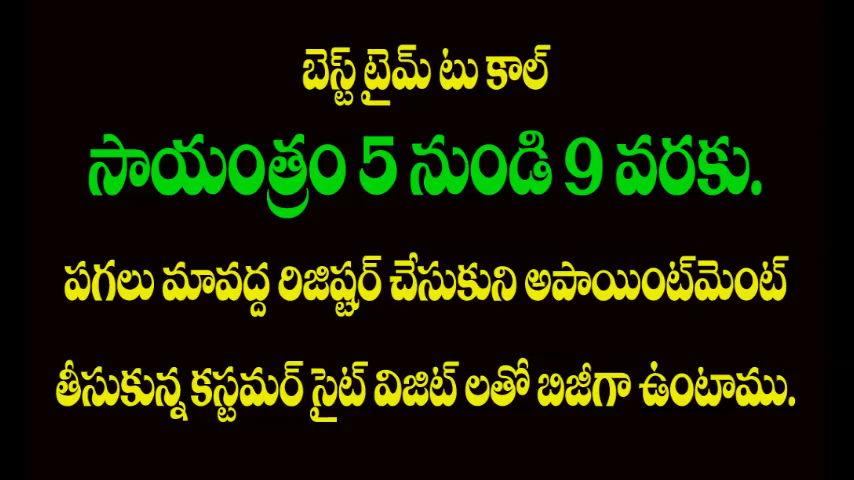 బెస్ట్ టైమ్ టు కాల్
సాయంత్రం 5 నుండి 9 వరకు.
పగలు మావద్ద రిజిష్టర్ చేసుకుని అపాయింట్‌మెంట్
తీసుకున్న కస్టమర్ సైట్ విజిట్ లతో బిజీగా ఉంటాము.